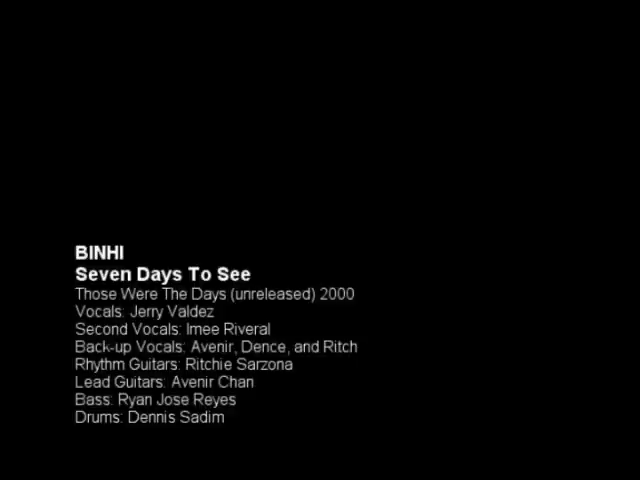 BINHI
Seven Days To See
Those Were The Days (unreleased) 2000
Vocals: Jerry Valdez
Second Vocals: Imee Riveral
Back-up Vocals: Avenir, Dence, and Ritch
Rhythm Guitars: Ritchie Sarzona
Lead Guitars: Avenir Chan
Bass: Ryan Jose Reyes
Drums: Dennis Sadim